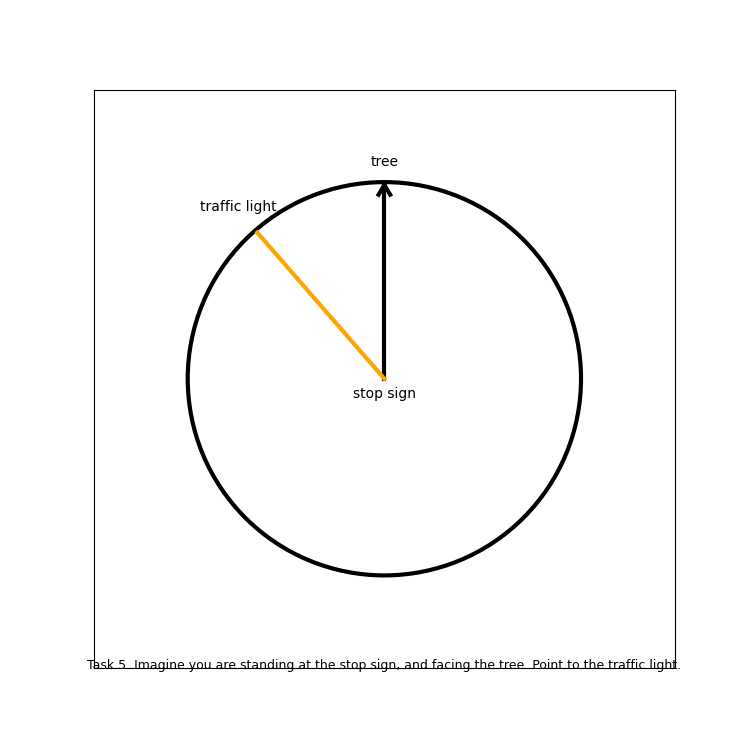 tree
traffic light
stop sign
Task 5. Imagine you are standing at the stop sign, and facing the tree. Point to the traffic light.